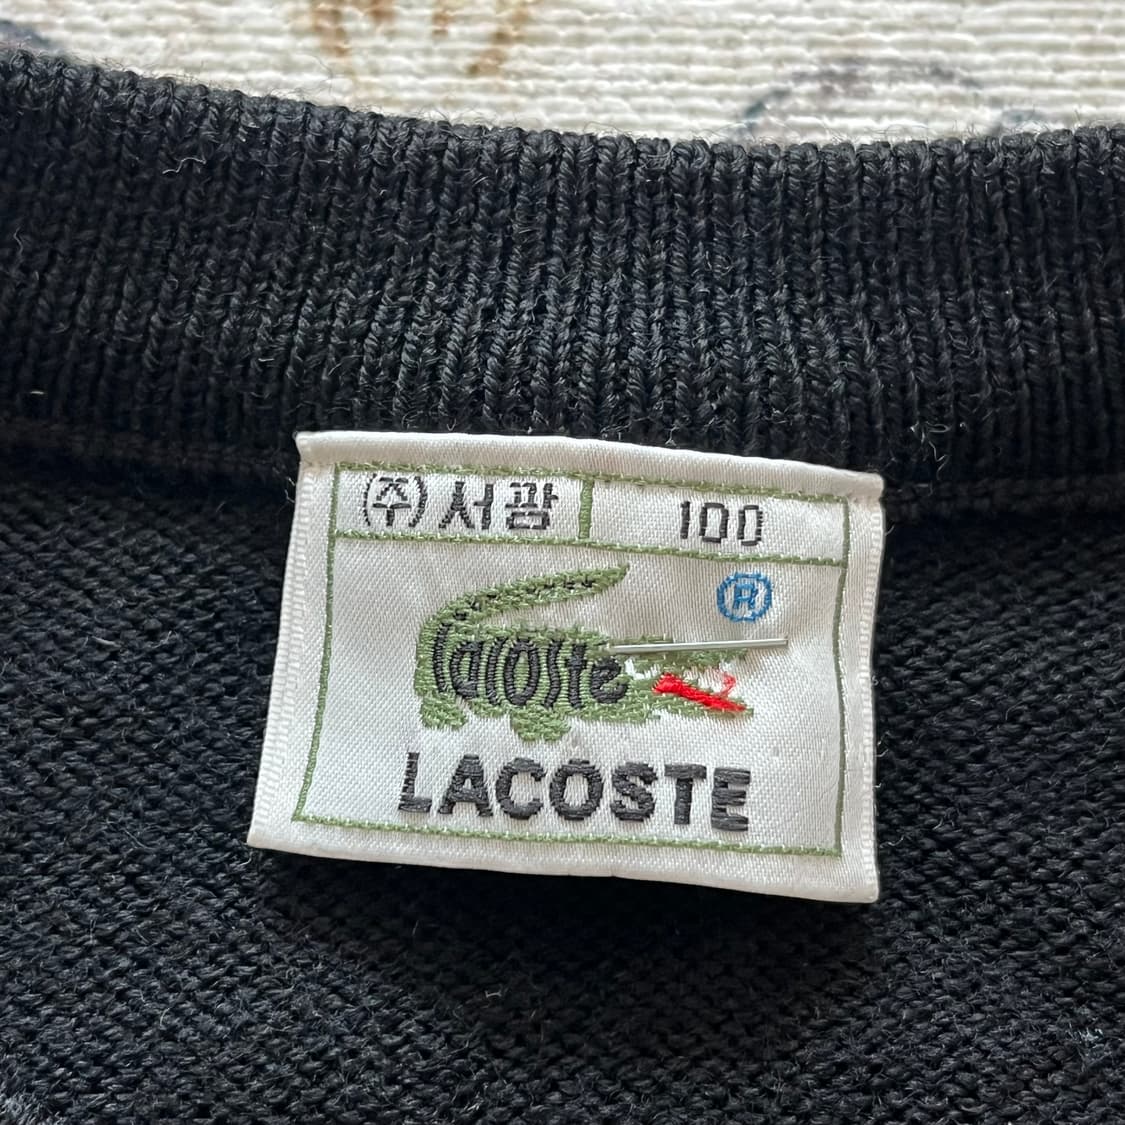 (주)서광 100
®
Lacoste
LACOSTE